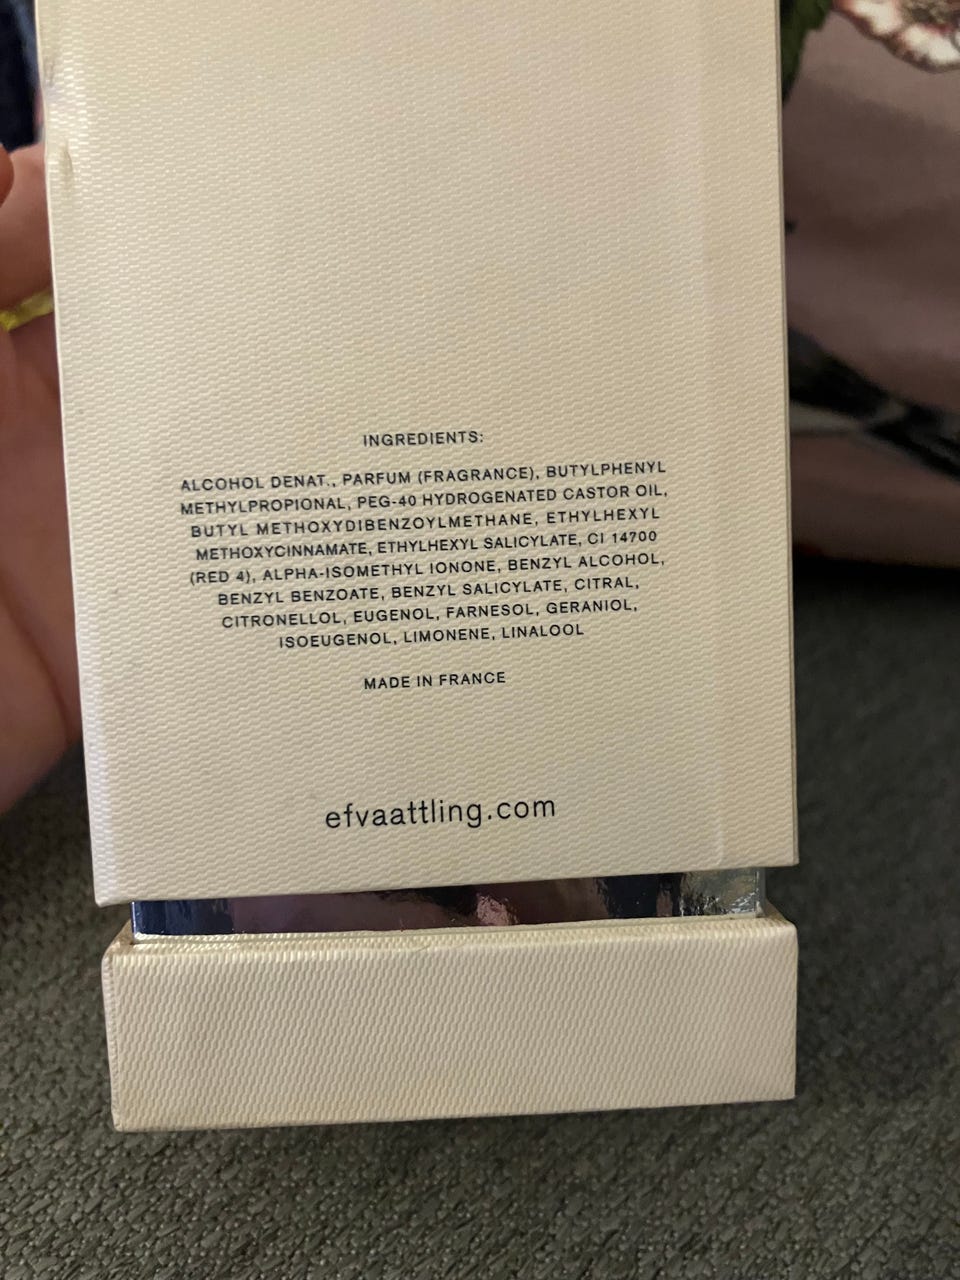 INGREDIENTS:
ALCOHOL DENAT., PARFUM (FRAGRANCE), BUTYLPHENYL
METHYLPROPIONAL, PEG-40 HYDROGENATED CASTOR OIL,
BUTYL METHOXYDIBENZOYLMETHANE, ETHYLHEXYL
METHOXYCINNAMATE, ETHYLHEXYL SALICYLATE, CI 14700
(RED 4), ALPHA-ISOMETHYL IONONE, BENZYL ALCOHOL,
BENZYL BENZOATE, BENZYL SALICYLATE, CITRAL,
CITRONELLOL, EUGENOL, FARNESOL, GERANIOL,
ISOEUGENOL, LIMONENE, LINALOOL
MADE IN FRANCE
efvaattling.com